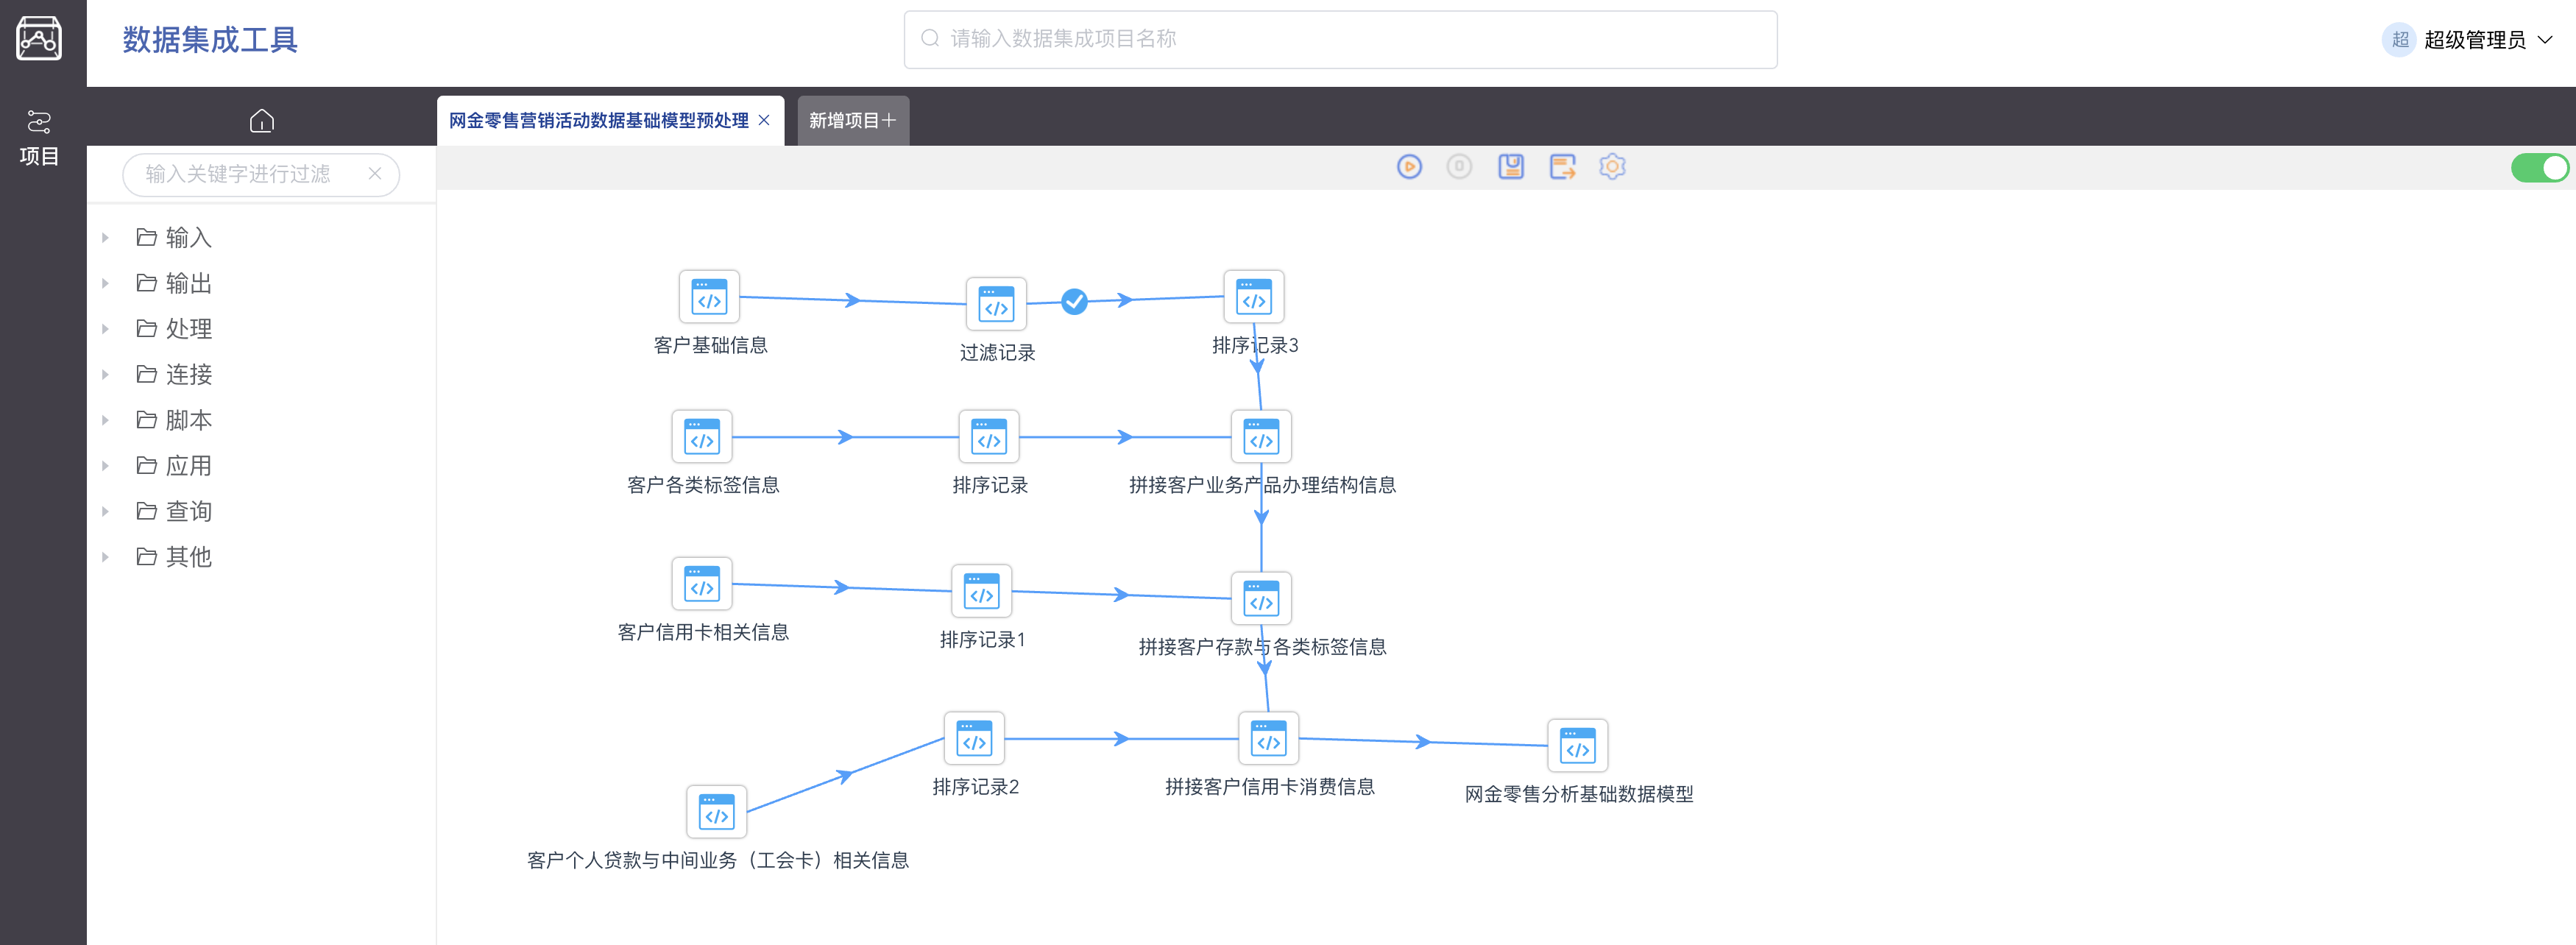 数据集成工具
请输入数据集成项目名称
超 超级管理员
项目
网金零售营销活动数据基础模型预处理
新增项目
输入关键字进行过滤
输入
输出
处理
连接
脚本
应用
查询
其他
客户基础信息
过滤记录
排序记录3
客户各类标签信息
排序记录
拼接客户业务产品办理结构信息
客户信用卡相关信息
排序记录1
拼接客户存款与各类标签信息
排序记录2
拼接客户信用卡消费信息
网金零售分析基础数据模型
客户个人贷款与中间业务（工会卡）相关信息